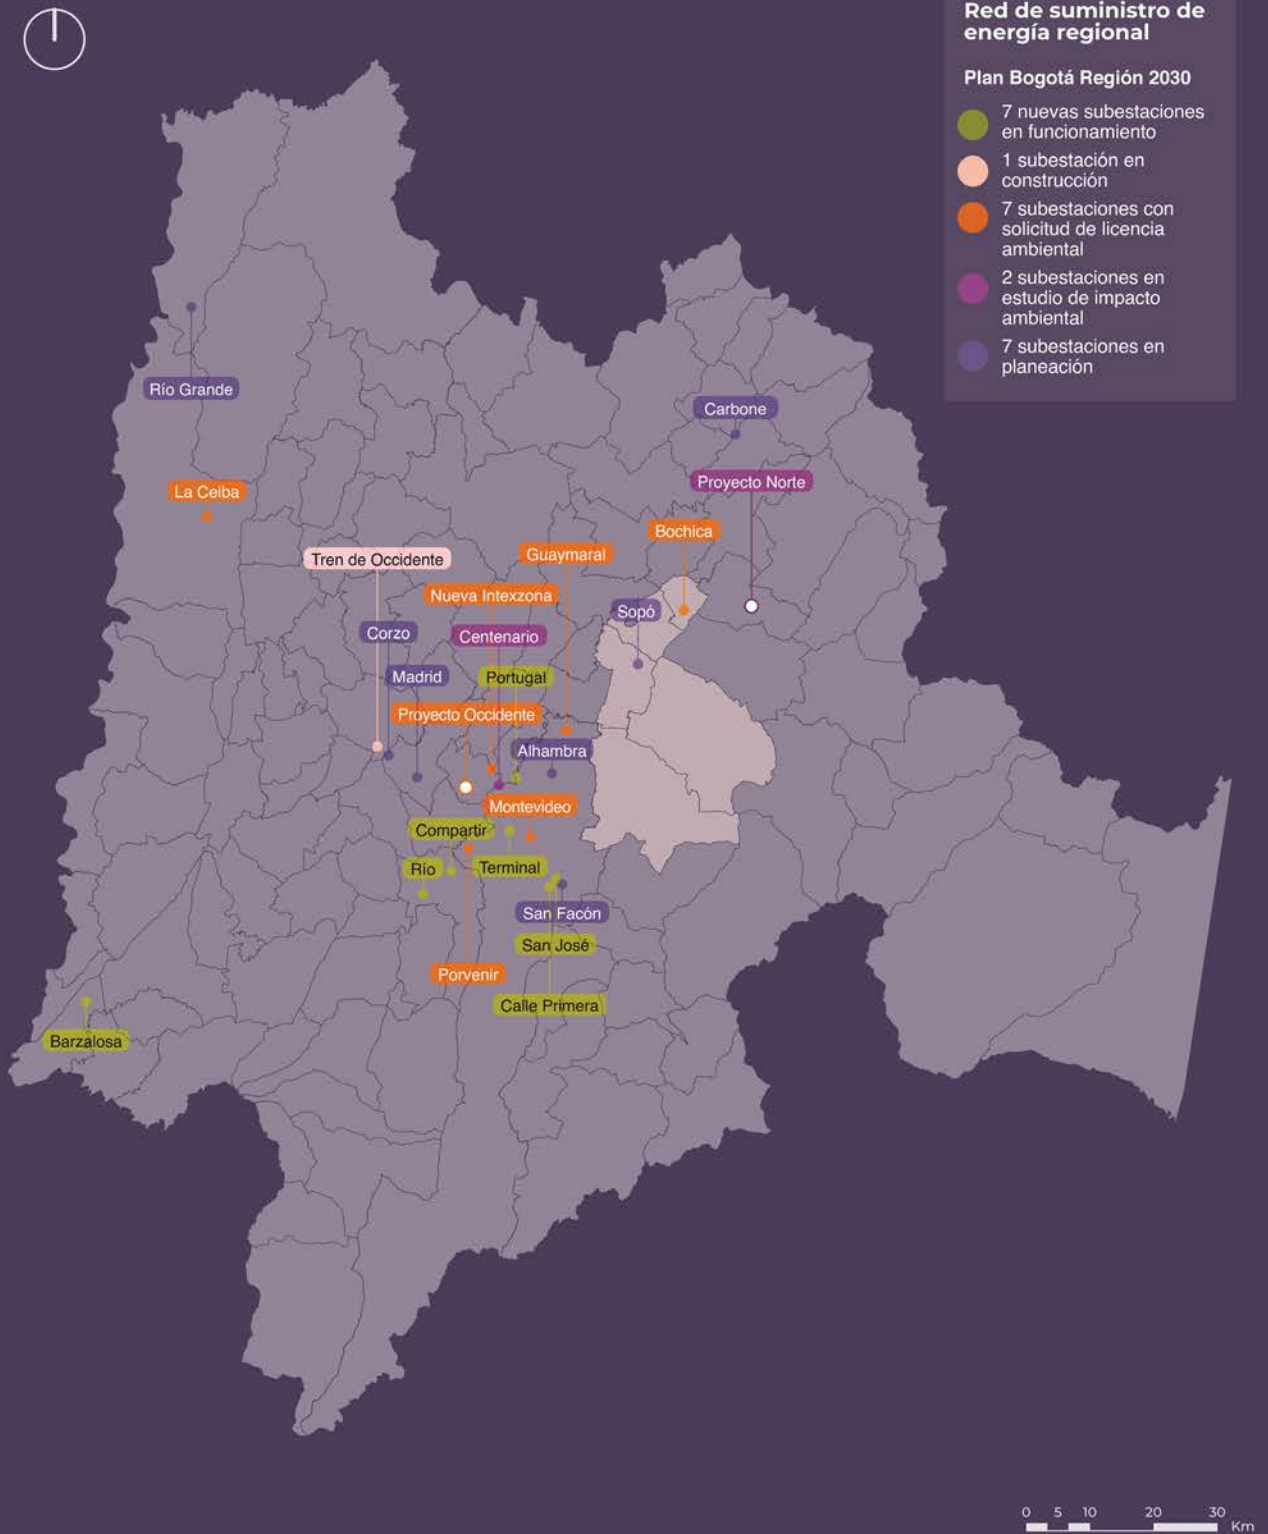 Red de suministro de
energía regional
Plan Bogotá Región 2030
7 nuevas subestaciones
en funcionamiento
1 subestación en
construcción
7 subestaciones con
solicitud de licencia
ambiental
2 subestaciones en
estudio de impacto
ambiental
7 subestaciones en
planeación
Río Grande
Carbone
Proyecto Norte
La Ceiba
Bochica
Tren de Occidente
Guaymaral
Nueva Intexzona
Sopó
Corzo
Centenario
Madrid
Portugal
Proyecto Occidente
Alhambra
Montevideo
Compartir
Río
Terminal
San Facón
San José
Porvenir
Calle Primera
Barzalosa
0 5 10 20 30
Km